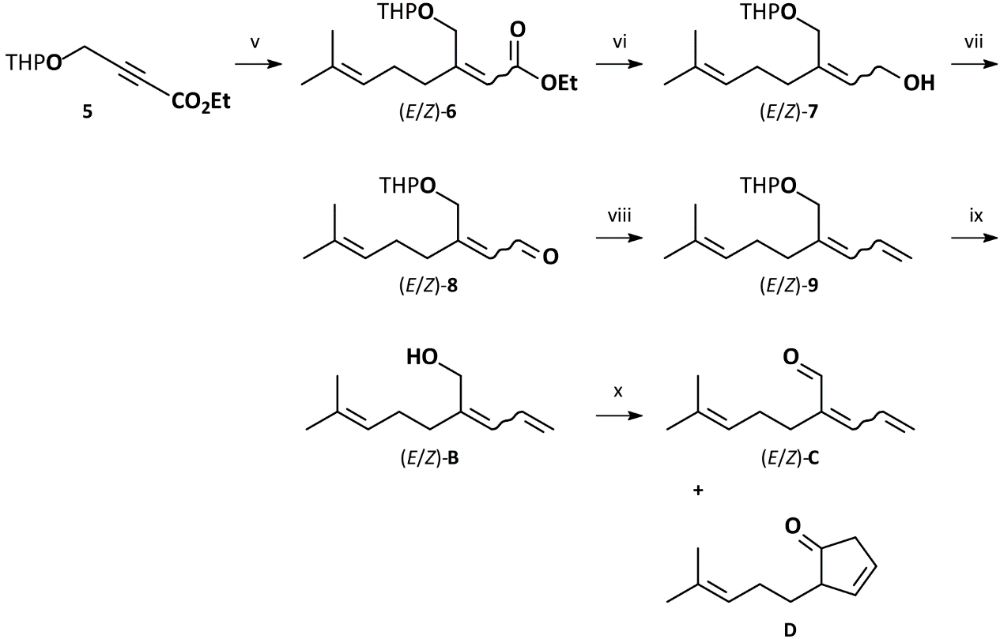 THPO
THPO
O
THPO
v
vi
vii
CO2Et
OEt
OH
5
(E/Z)-6
(E/Z)-7
THPO
THPO
viii
ix
O
(E/Z)-8
(E/Z)-9
HO
O
x
(E/Z)-B
(E/Z)-C
+
O
D